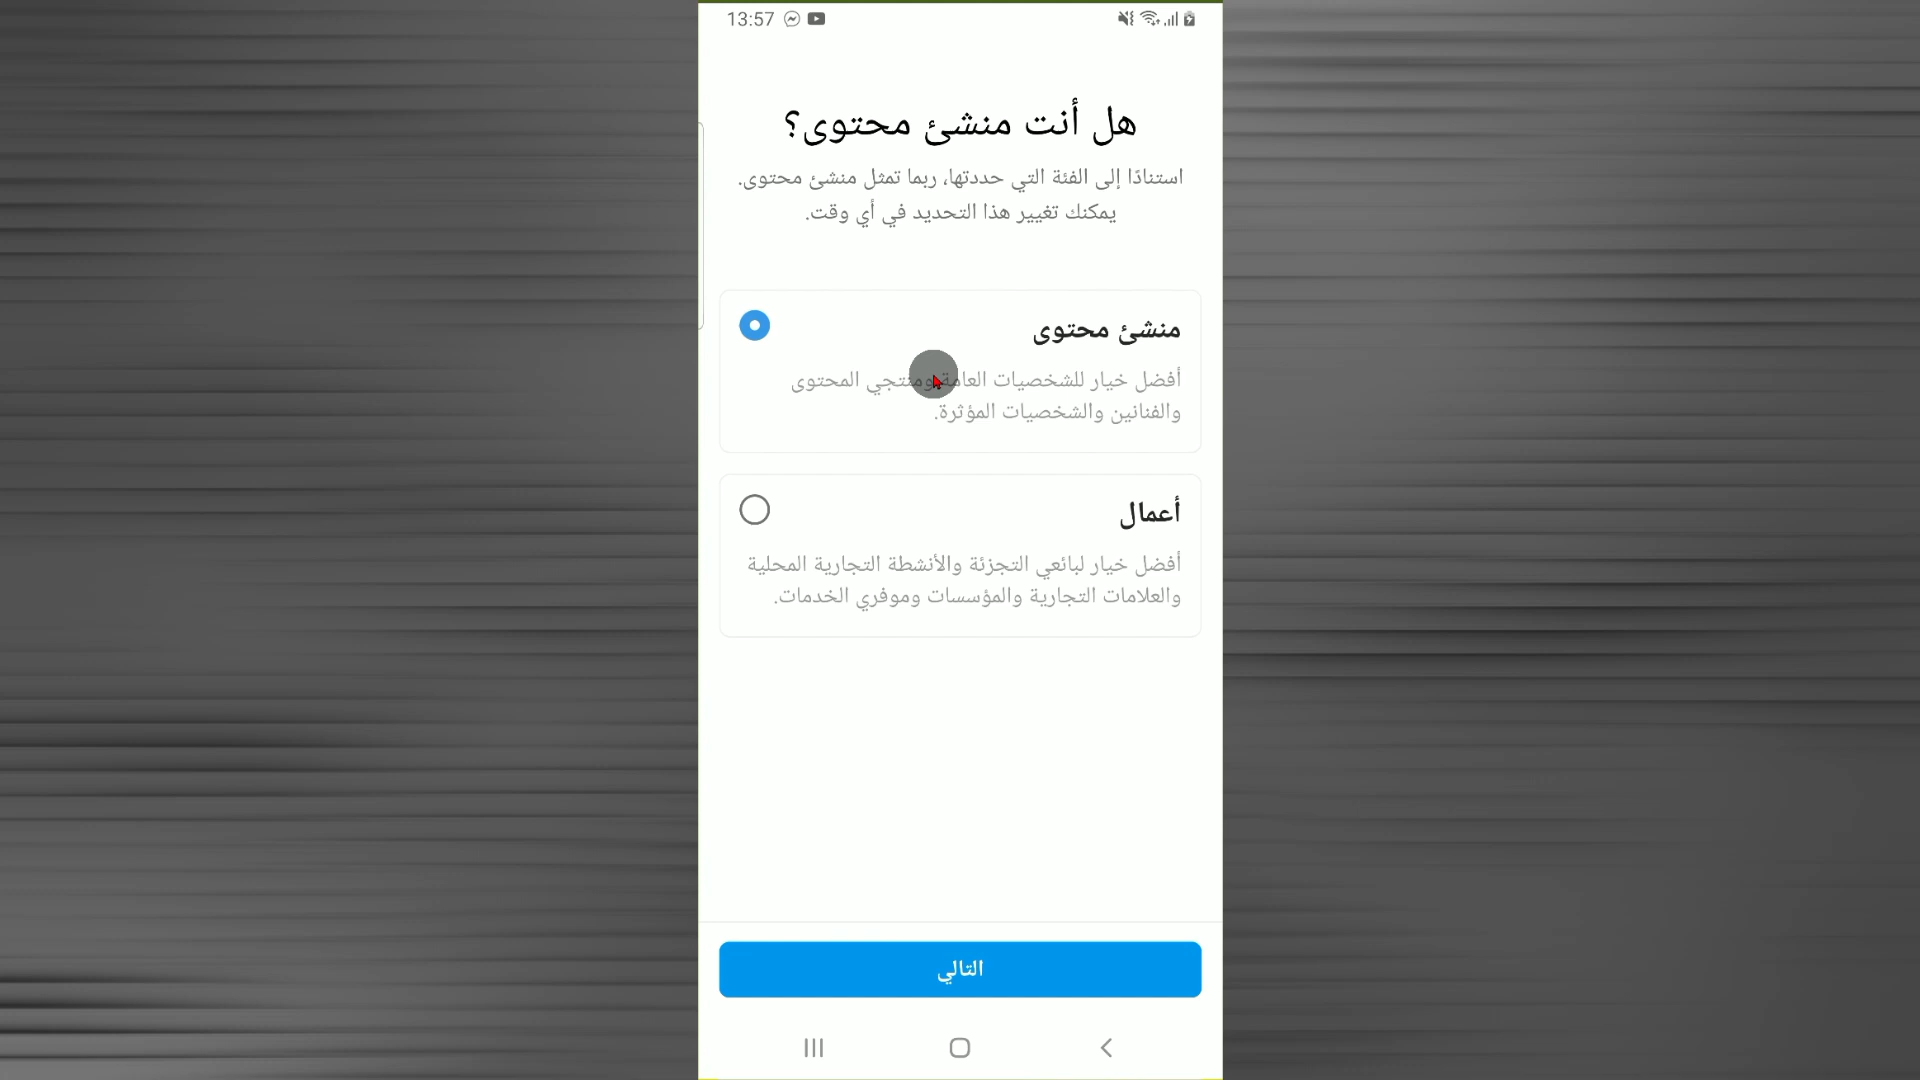 13:57
هل أنت منشئ محتوى؟
استنادًا إلى الفئة التي حددتها، ربما تمثل منشئ محتوى.
يمكنك تغيير هذا التحديد في أي وقت.
منشئ محتوى
أفضل خيار للشخصيات العامة ومنتجي المحتوى
والفنانين والشخصيات المؤثرة.
أعمال
أفضل خيار لبائعي التجزئة والأنشطة التجارية المحلية
والعلامات التجارية والمؤسسات وموفري الخدمات.
التالي